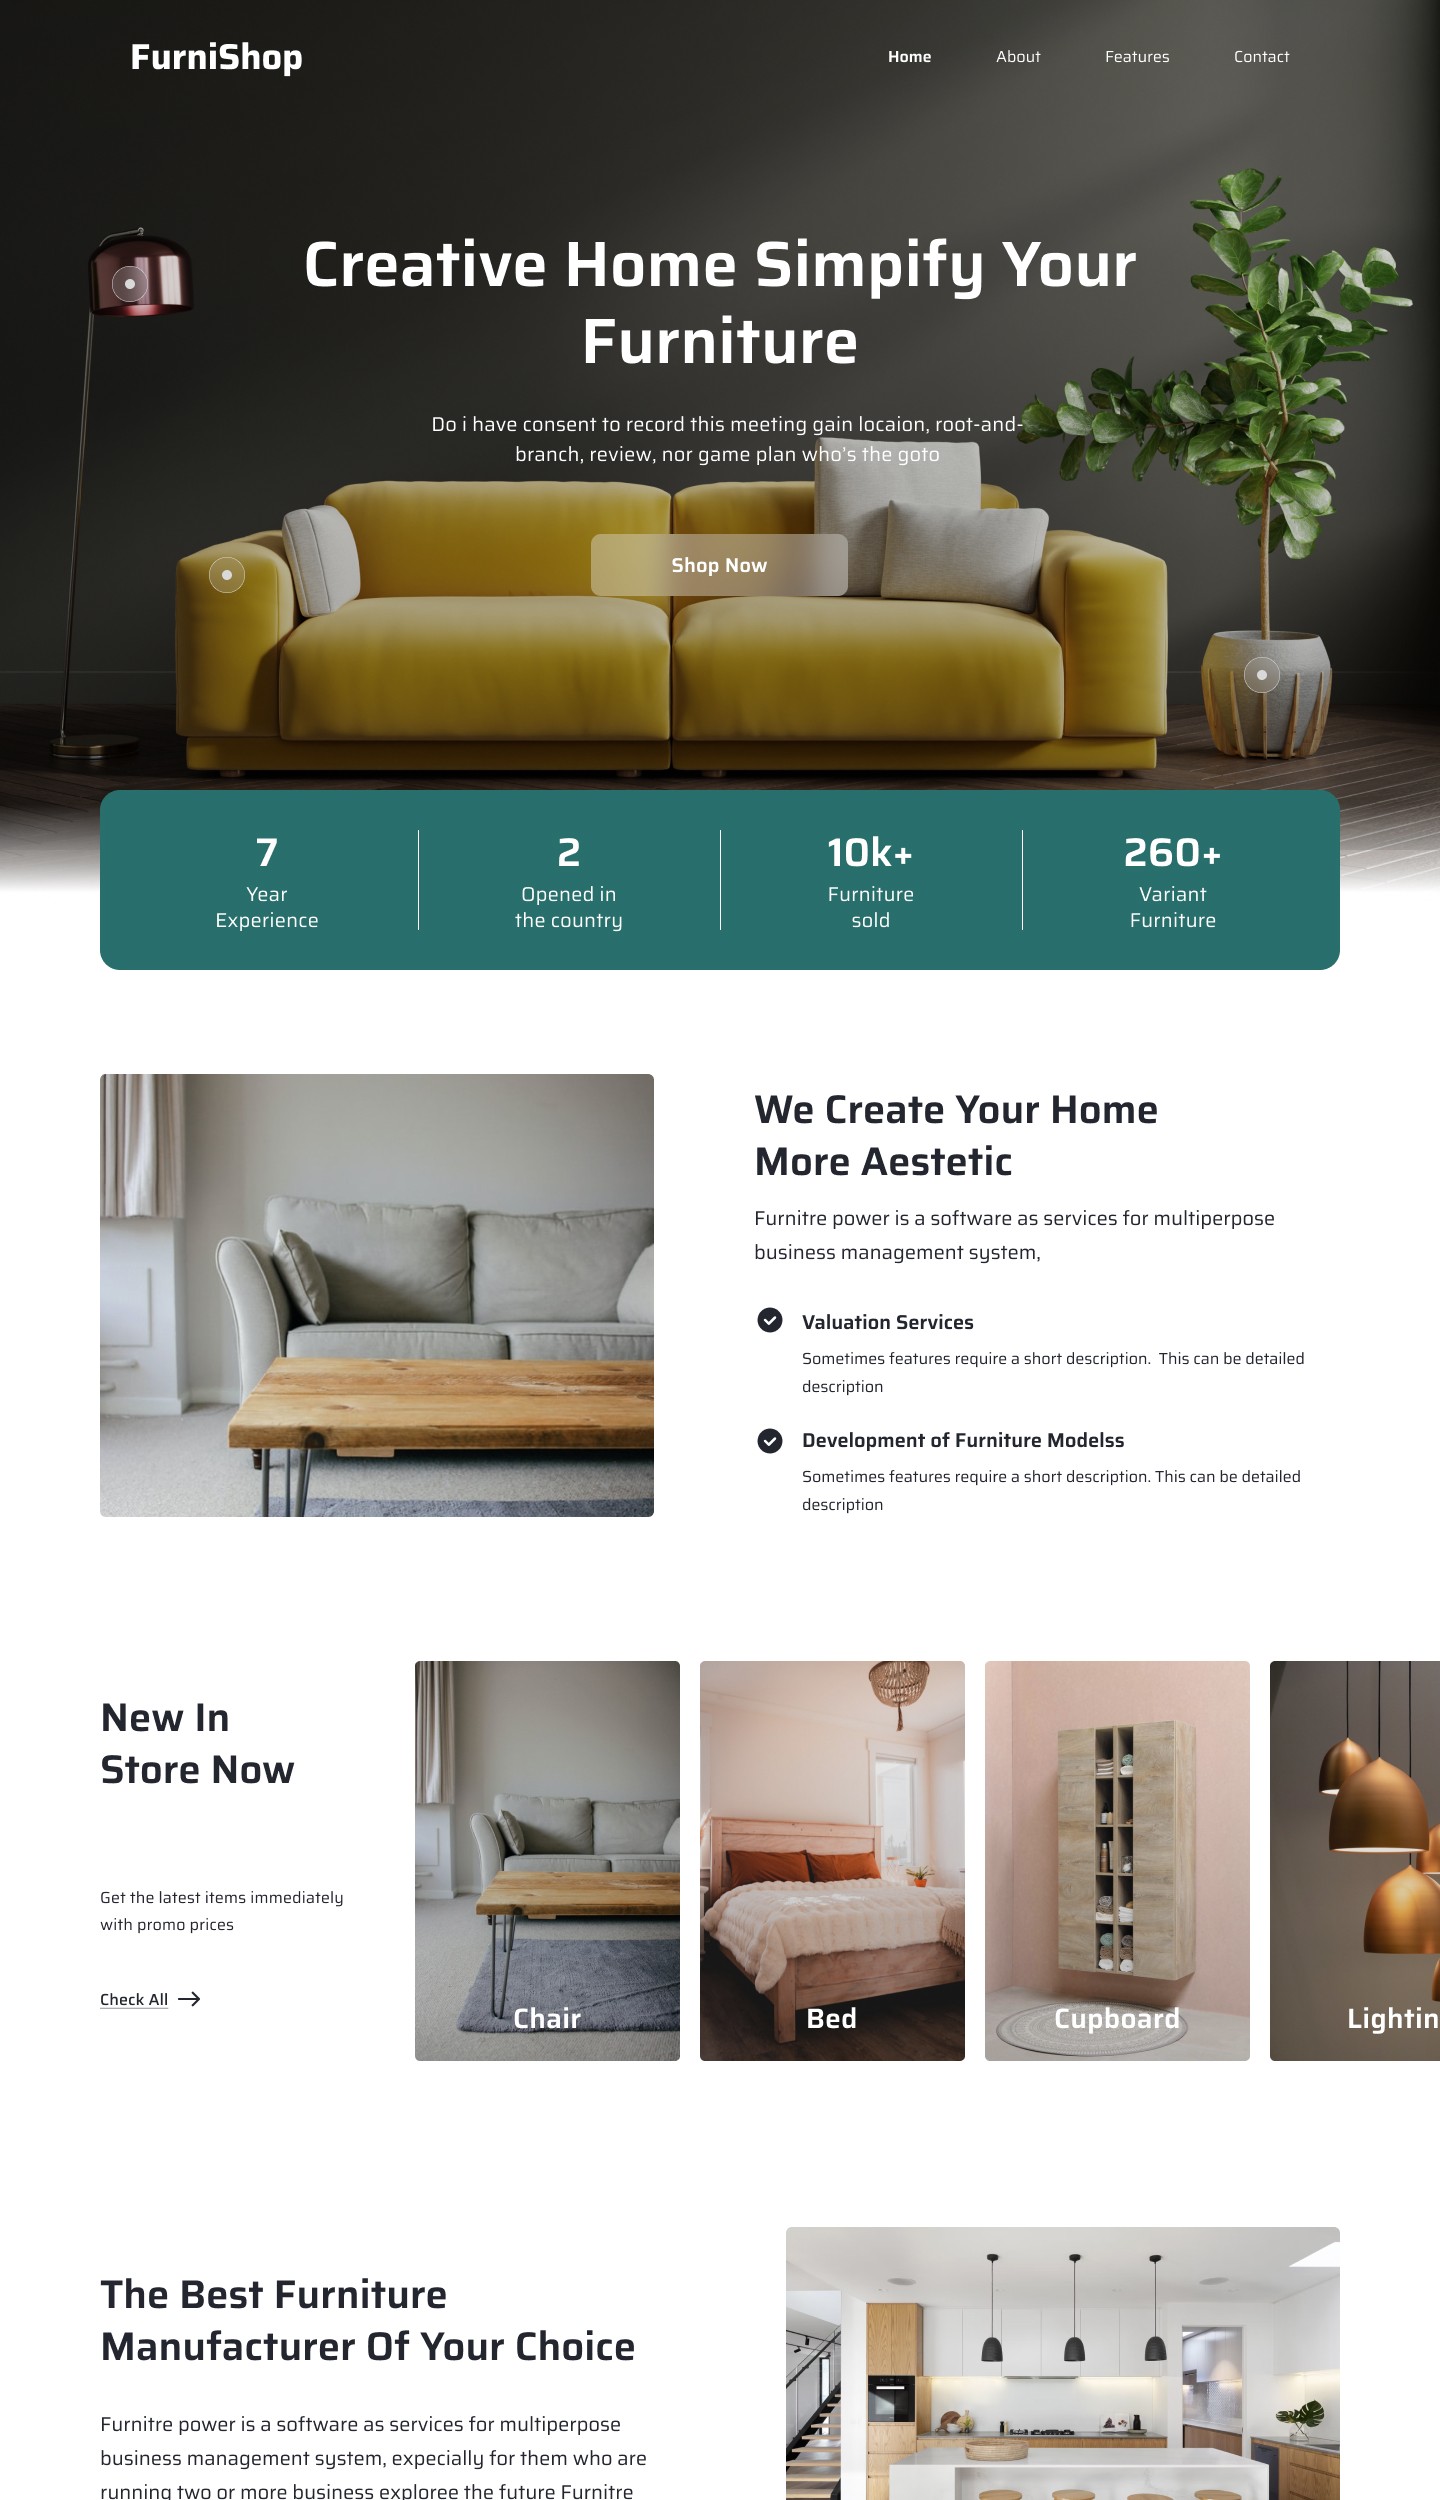 FurniShop
Home
About
Features
Contact
Creative Home Simpify Your
Furniture
Do i have consent to record this meeting gain locaion, root-and-
branch, review, nor game plan who's the goto
Shop Now
7
Year
Experience
2
Opened in
the country
10k+
Furniture
sold
260+
Variant
Furniture
We Create Your Home
More Aestetic
Furnitre power is a software as services for multiperpose
business management system,
Valuation Services
Sometimes features require a short description.  This can be detailed
description
Development of Furniture Modelss
Sometimes features require a short description. This can be detailed
description
New In
Store Now
Get the latest items immediately
with promo prices
Check All
Chair
Bed
Cupboard
Lightin
The Best Furniture
Manufacturer Of Your Choice
Furnitre power is a software as services for multiperpose
business management system, expecially for them who are
running two or more business exploree the future Furnitre